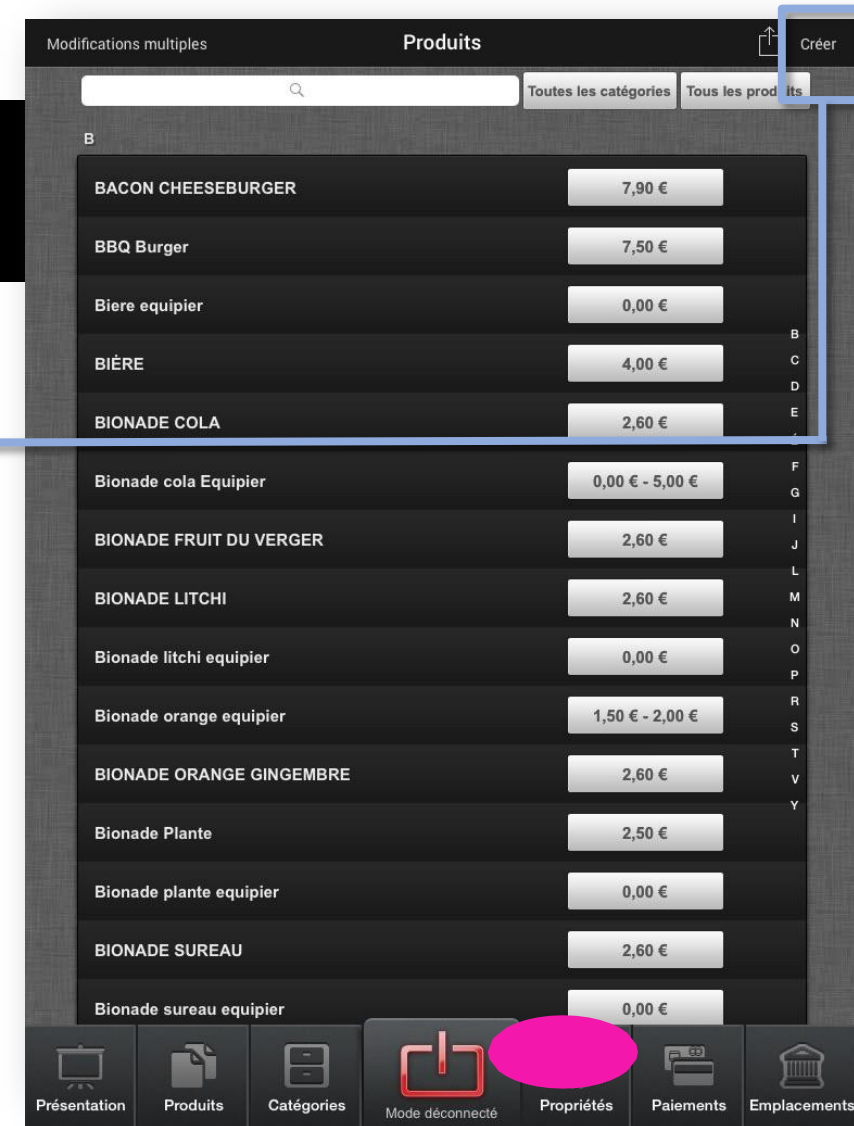 Modifications multiples Produits Créer
Toutes les catégories Tous les produits
B
BACON CHEESEBURGER 7,90 €
BBQ Burger 7,50 €
Biere equipier 0,00 €
BIÈRE 4,00 €
BIONADE COLA 2,60 €
Bionade cola Equipier 0,00 € - 5,00 €
BIONADE FRUIT DU VERGER 2,60 €
BIONADE LITCHI 2,60 €
Bionade litchi equipier 0,00 €
Bionade orange equipier 1,50 € - 2,00 €
BIONADE ORANGE GINGEMBRE 2,60 €
Bionade Plante 2,50 €
Bionade plante equipier 0,00 €
BIONADE SUREAU 2,60 €
Bionade sureau equipier 0,00 €
B
C
D
E
F
G
I
J
L
M
N
O
P
R
S
T
V
Y
Présentation Produits Catégories Mode déconnecté Propriétés Paiements Emplacements